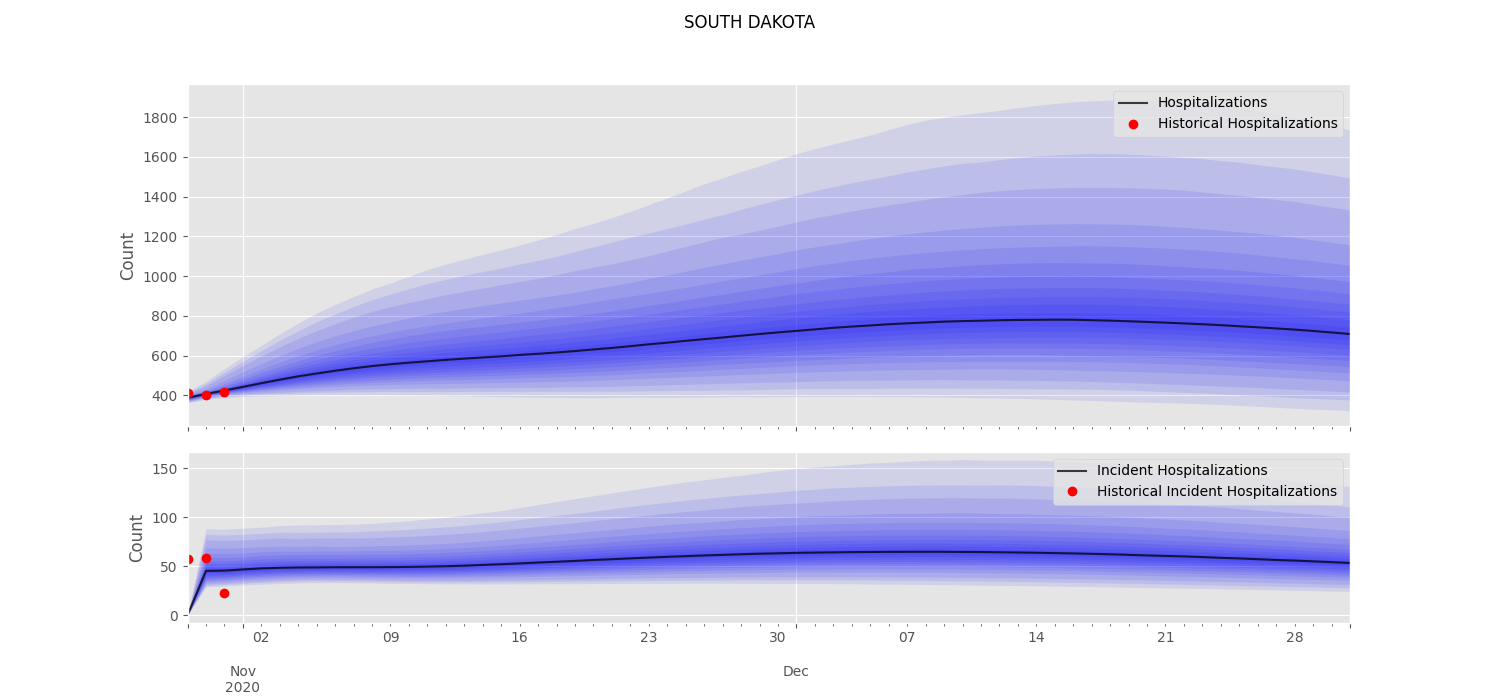 SOUTH DAKOTA
Hospitalizations
Historical Hospitalizations
Count
1800
1600
1400
1200
1000
800
600
400
Incident Hospitalizations
Historical Incident Hospitalizations
Count
150
100
50
0
02 09 16 23 30 07 14 21 28
Nov Dec
2020